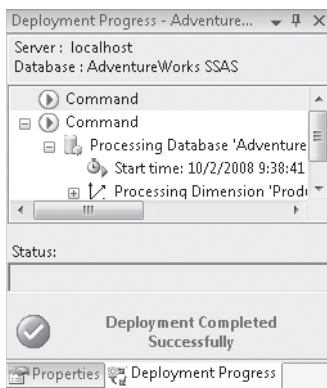 Deployment Progress - Adventure...
Server : localhost
Database : AdventureWorks SSAS
Command
Command
Processing Database 'Adventure
Start time: 10/2/2008 9:38:41
Processing Dimension 'Produ
Status:
Deployment Completed
Successfully
Properties
Deployment Progress